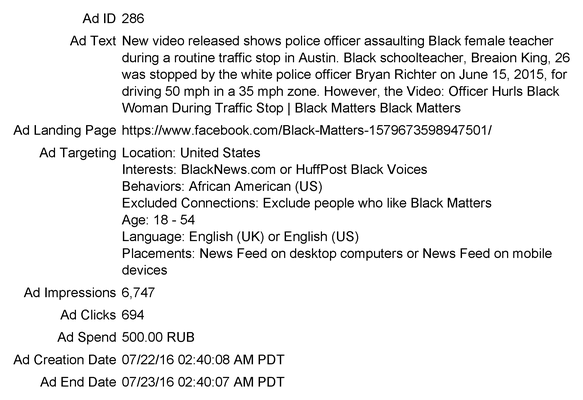 Ad ID 286
Ad Text New video released shows police officer assaulting Black female teacher
during a routine traffic stop in Austin. Black schoolteacher, Breaion King, 26
was stopped by the white police officer Bryan Richter on June 15, 2015, for
driving 50 mph in a 35 mph zone. However, the Video: Officer Hurls Black
Woman During Traffic Stop | Black Matters Black Matters
Ad Landing Page https://www.facebook.com/Black-Matters-1579673598947501/
Ad Targeting Location: United States
Interests: BlackNews.com or HuffPost Black Voices
Behaviors: African American (US)
Excluded Connections: Exclude people who like Black Matters
Age: 18 - 54
Language: English (UK) or English (US)
Placements: News Feed on desktop computers or News Feed on mobile
devices
Ad Impressions 6,747
Ad Clicks 694
Ad Spend 500.00 RUB
Ad Creation Date 07/22/16 02:40:08 AM PDT
Ad End Date 07/23/16 02:40:07 AM PDT